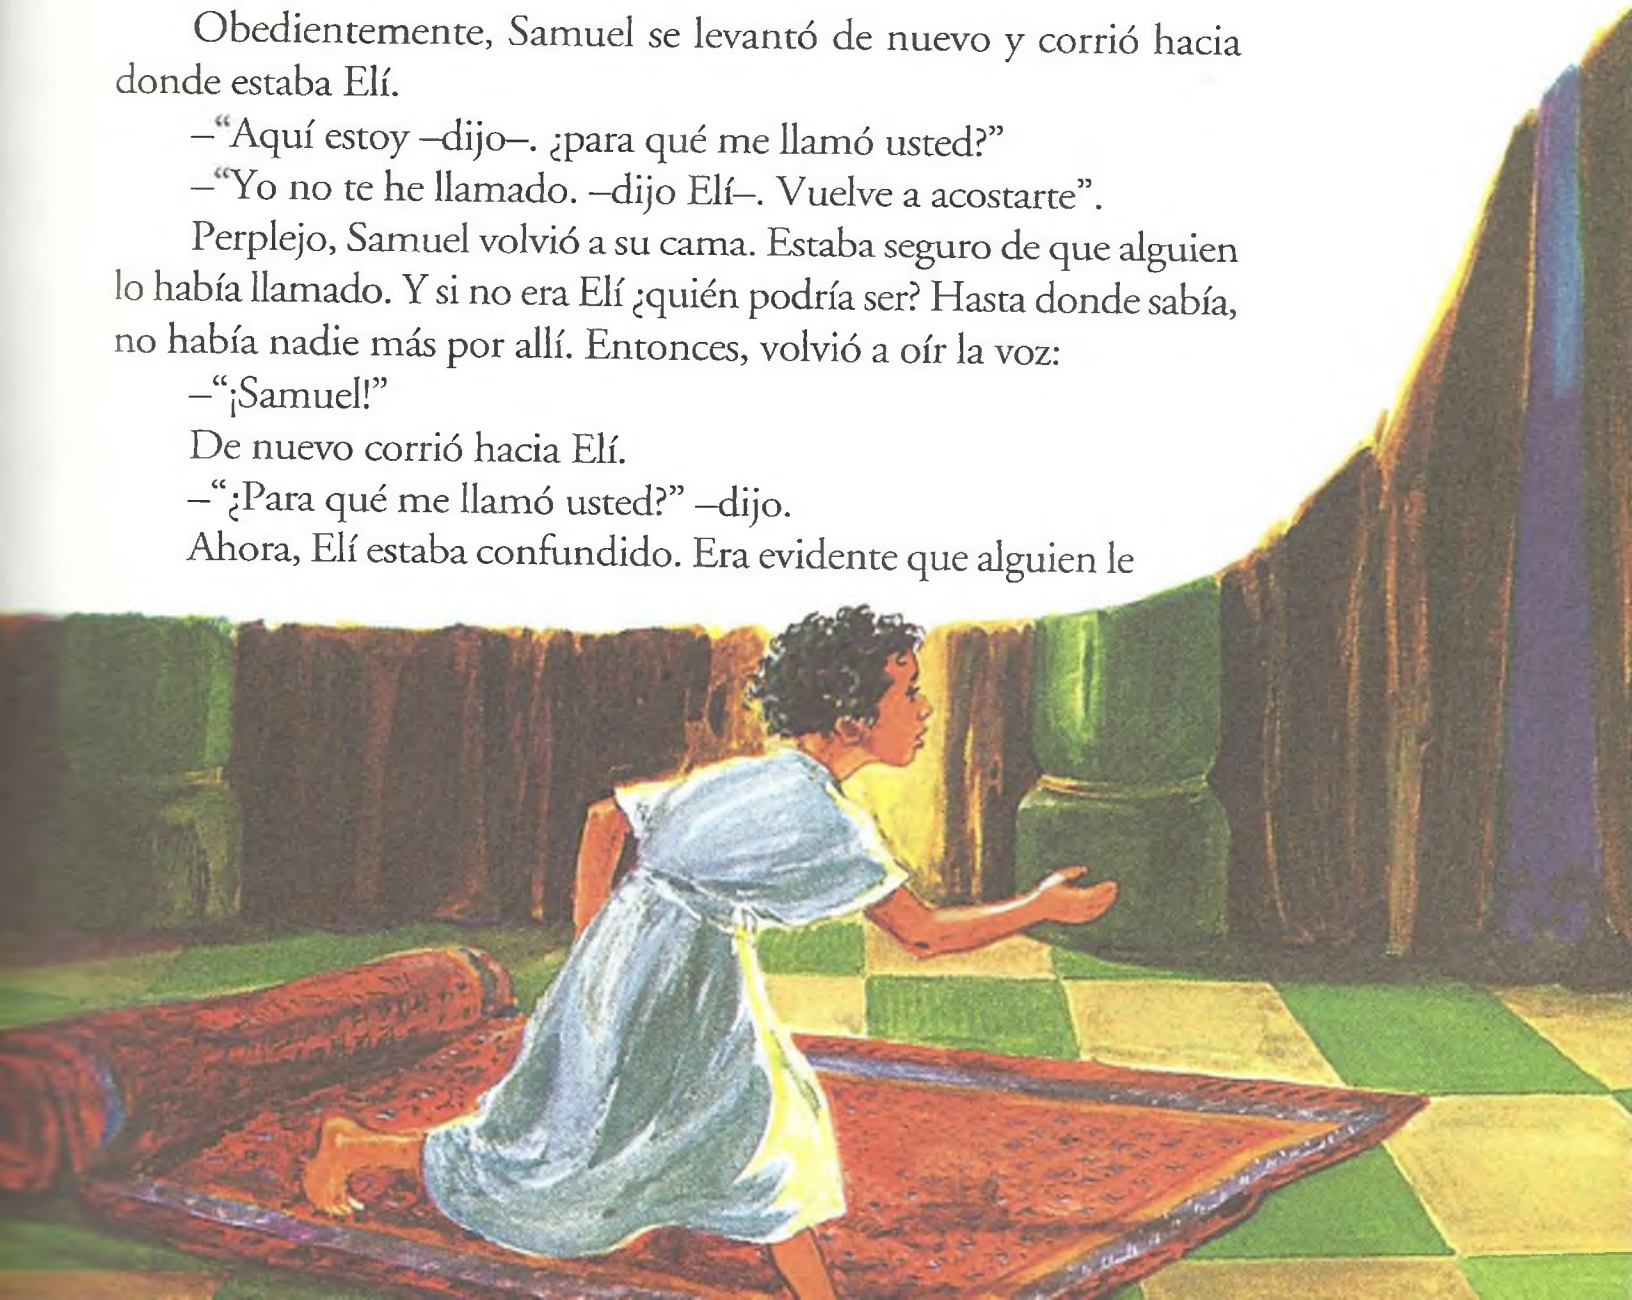 Obedientemente, Samuel se levantó de nuevo y corrió hacia
donde estaba Elí.
–“Aquí estoy –dijo–. ¿para qué me llamó usted?”
–“Yo no te he llamado. –dijo Elí–. Vuelve a acostarte”.
Perplejo, Samuel volvió a su cama. Estaba seguro de que alguien
lo había llamado. Y si no era Elí ¿quién podría ser? Hasta donde sabía,
no había nadie más por allí. Entonces, volvió a oír la voz:
–“¡Samuel!”
De nuevo corrió hacia Elí.
–“¿Para qué me llamó usted?” –dijo.
Ahora, Elí estaba confundido. Era evidente que alguien le